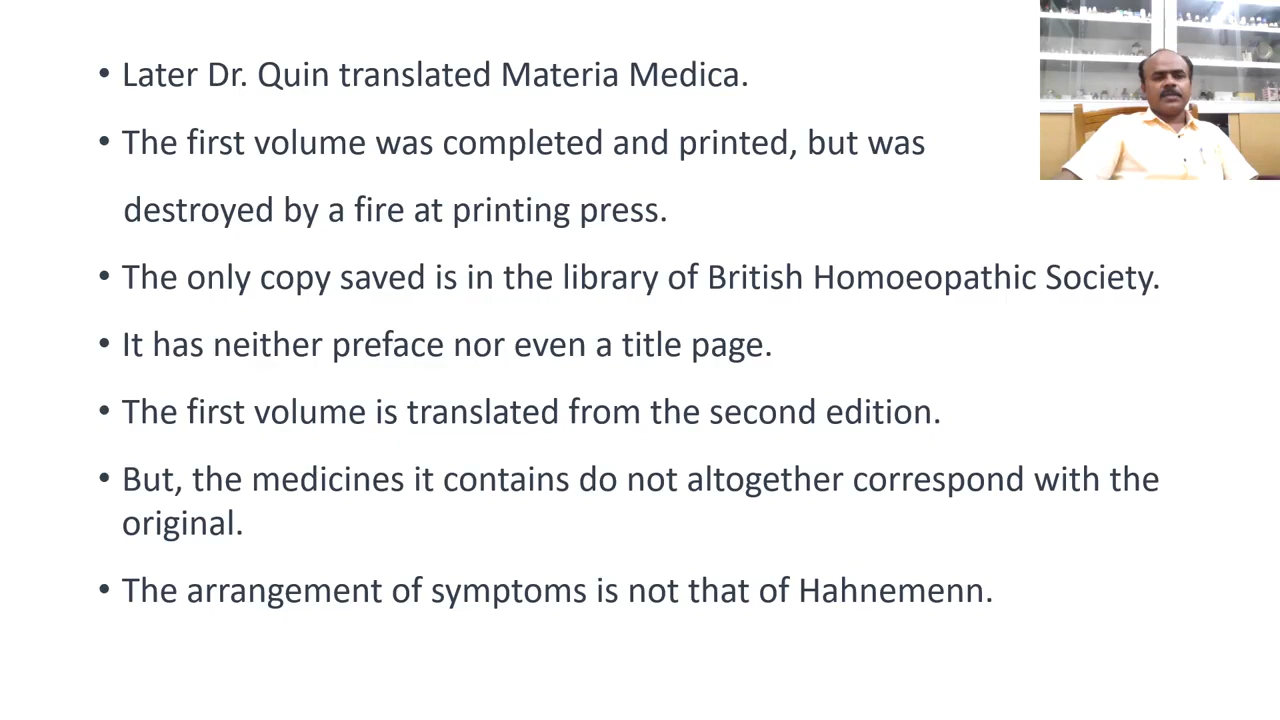 • Later Dr. Quin translated Materia Medica.
• The first volume was completed and printed, but was
destroyed by a fire at printing press.
• The only copy saved is in the library of British Homoeopathic Society.
• It has neither preface nor even a title page.
• The first volume is translated from the second edition.
• But, the medicines it contains do not altogether correspond with the
original.
• The arrangement of symptoms is not that of Hahnemenn.